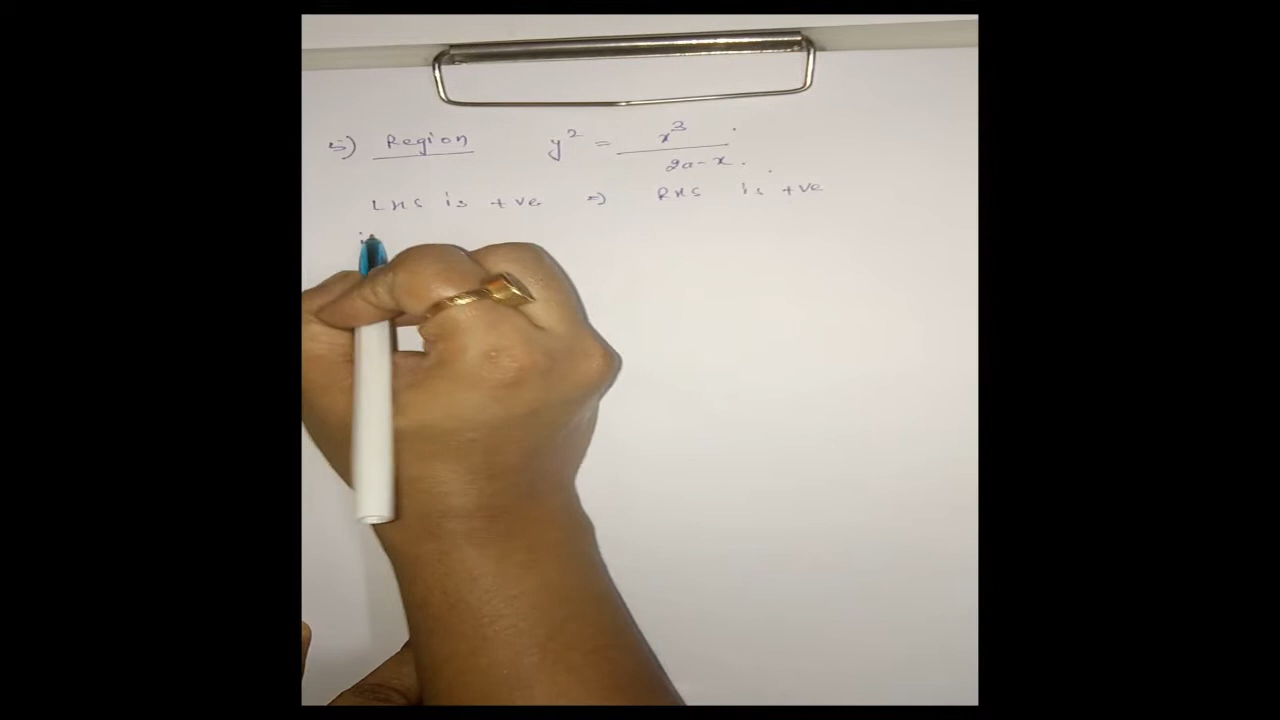 5) Region y² = x³ / 2a-x
LHS is +ve => RHS is +ve